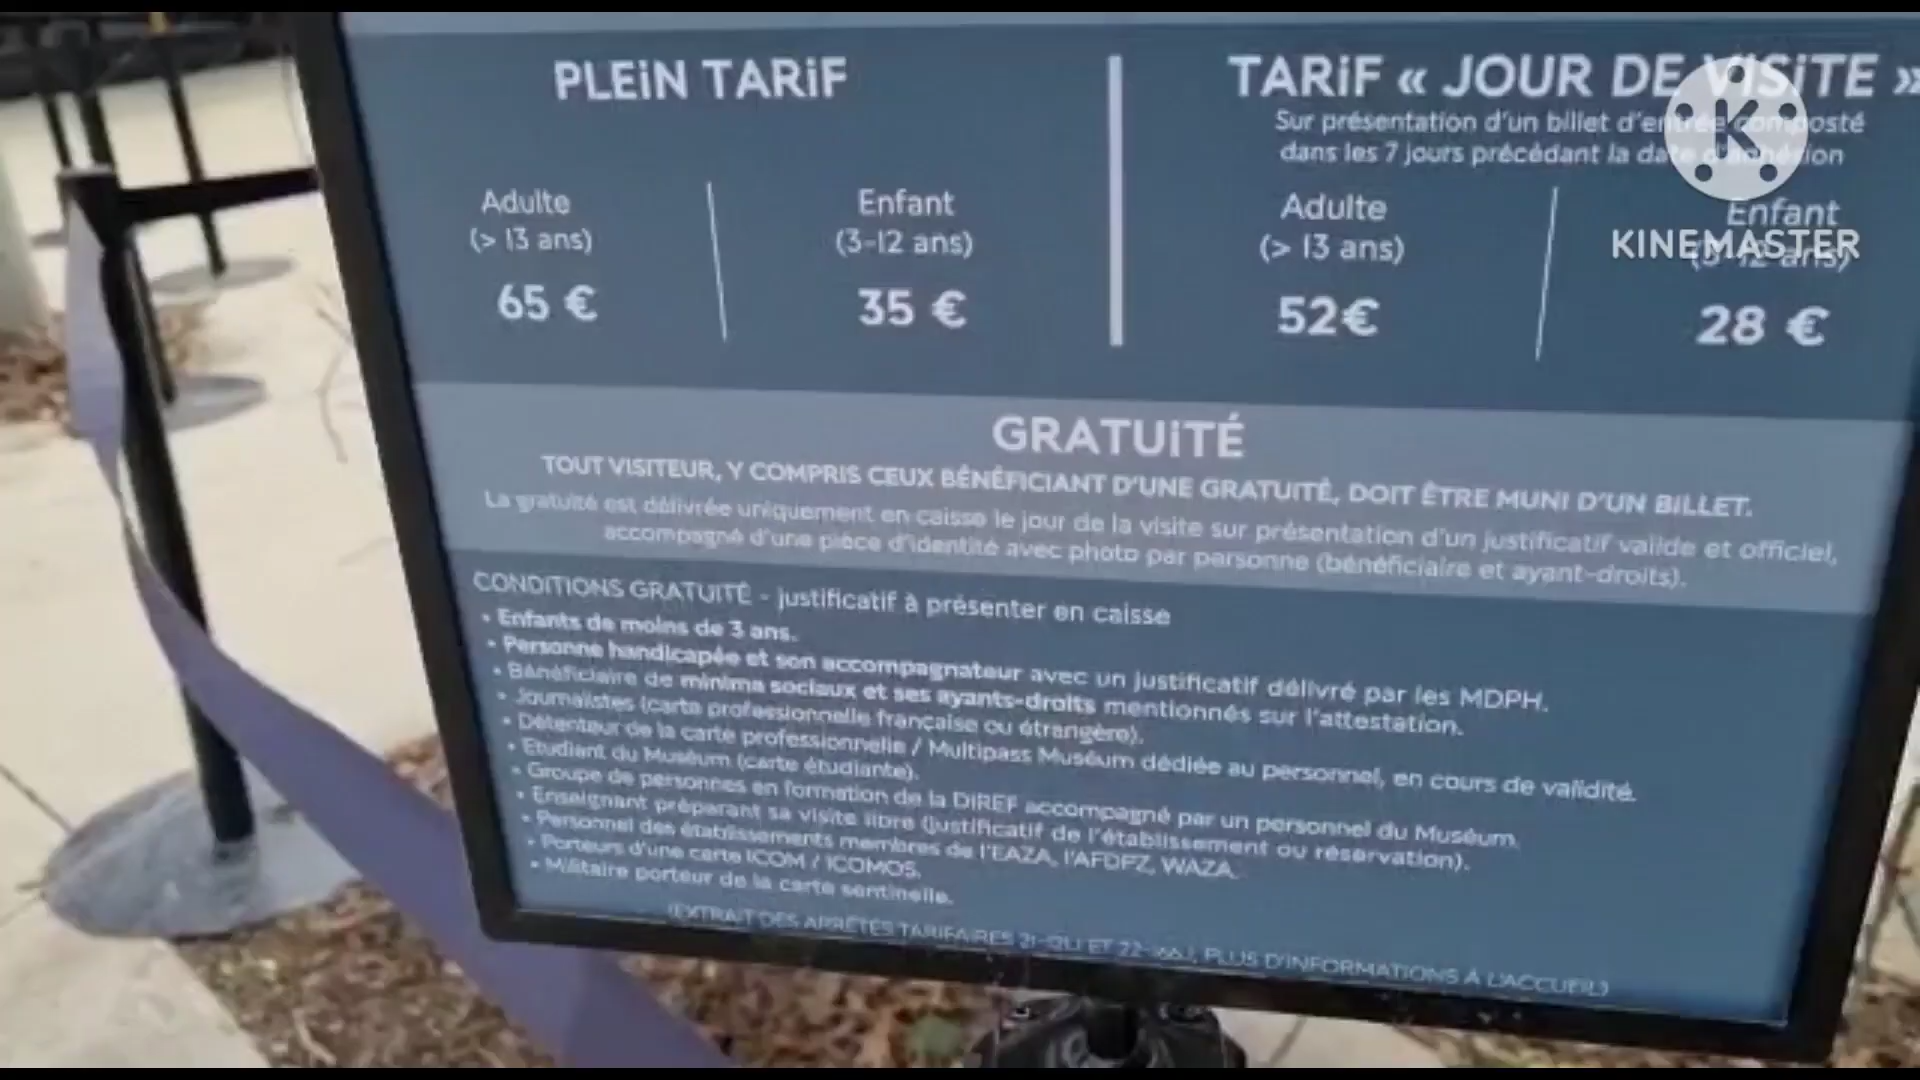 PLEiN TARiF
Adulte
(> 13 ans)
65 €
Enfant
(3-12 ans)
35 €
TARiF « JOUR DE ViSiTE »
Sur présentation d'un billet d'entrée composté
dans les 7 jours précédant la date d'adhésion
Adulte
(> 13 ans)
52€
Enfant
(3-12 ans)
28 €
KINEMASTER
GRATUiTÉ
TOUT VISITEUR, Y COMPRIS CEUX BÉNÉFICIANT D'UNE GRATUITÉ, DOIT ÊTRE MUNI D'UN BILLET.
La gratuité est délivrée uniquement en caisse le jour de la visite sur présentation d'un justificatif valide et officiel,
accompagné d'une pièce d'identité avec photo par personne (bénéficiaire et ayant-droits).
CONDITIONS GRATUITÉ - justificatif à présenter en caisse
• Enfants de moins de 3 ans.
• Personne handicapée et son accompagnateur avec un justificatif délivré par les MDPH.
• Bénéficiaire de minima sociaux et ses ayants-droits mentionnés sur l'attestation.
• Journalistes (carte professionnelle française ou étrangère).
• Détenteur de la carte professionnelle / Multipass Muséum dédiée au personnel, en cours de validité.
• Etudiant du Muséum (carte étudiante).
• Groupe de personnes en formation de la DIREF accompagné par un personnel du Muséum.
• Enseignant préparant sa visite libre (justificatif de l'établissement ou réservation).
• Personnel des établissements membres de l'EAZA, l'AFDPZ, WAZA.
• Porteurs d'une carte ICOM / ICOMOS.
• Militaire porteur de la carte sentinelle.
(EXTRAIT DES ARRÊTÉS TARIFAIRES ET PLUS D'INFORMATIONS À L'ACCUEIL)